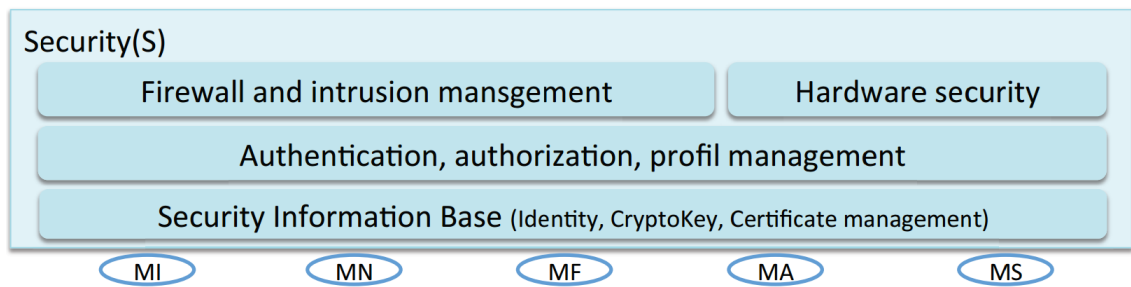 Security(S)
Firewall and intrusion mansgement
Hardware security
Authentication, authorization, profil management
Security Information Base (Identity, CryptoKey, Certificate management)
MI MN MF MA MS